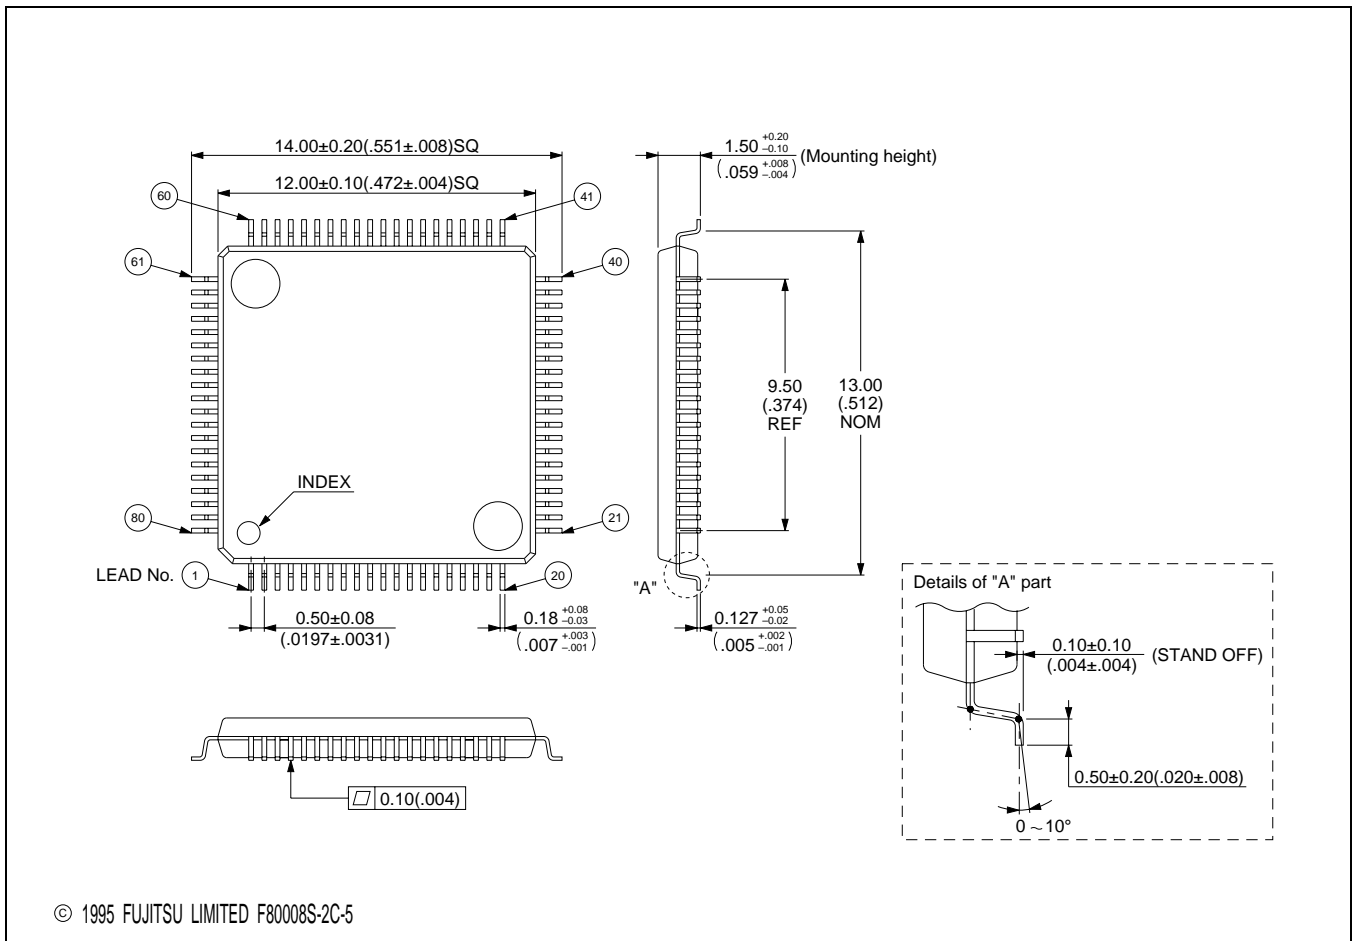 14.00±0.20(.551±.008)SQ
12.00±0.10(.472±.004)SQ
1.50 +0.20 −0.10 (Mounting height)
(.059 +.008 −.004)
60
41
61
40
9.50
(.374)
REF
13.00
(.512)
NOM
INDEX
80
21
LEAD No.
1
20
"A"
0.50±0.08
(.0197±.0031)
0.18 +0.08 −0.03
(.007 +.003 −.001)
0.127 +0.05 −0.02
(.005 +.002 −.001)
Details of "A" part
0.10±0.10
(.004±.004)
(STAND OFF)
0.50±0.20(.020±.008)
0 ~ 10°
0.10(.004)
© 1995 FUJITSU LIMITED F80008S-2C-5